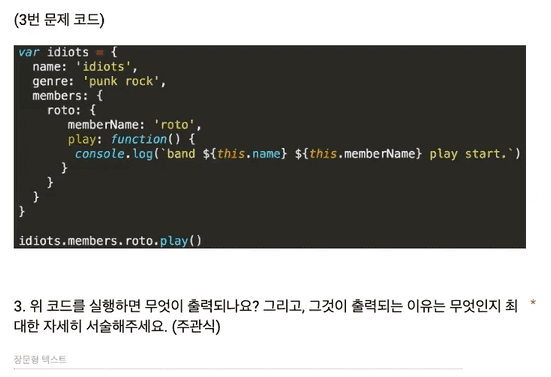 (3번 문제 코드)
var idiots = {
name: 'idiots',
genre: 'punk rock',
members: {
roto: {
memberName: 'roto',
play: function() {
console.log(`band ${this.name} ${this.memberName} play start.`)
}
}
}
}
idiots.members.roto.play()
3. 위 코드를 실행하면 무엇이 출력되나요? 그리고, 그것이 출력되는 이유는 무엇인지 최 *
대한 자세히 서술해주세요. (주관식)
장문형 텍스트